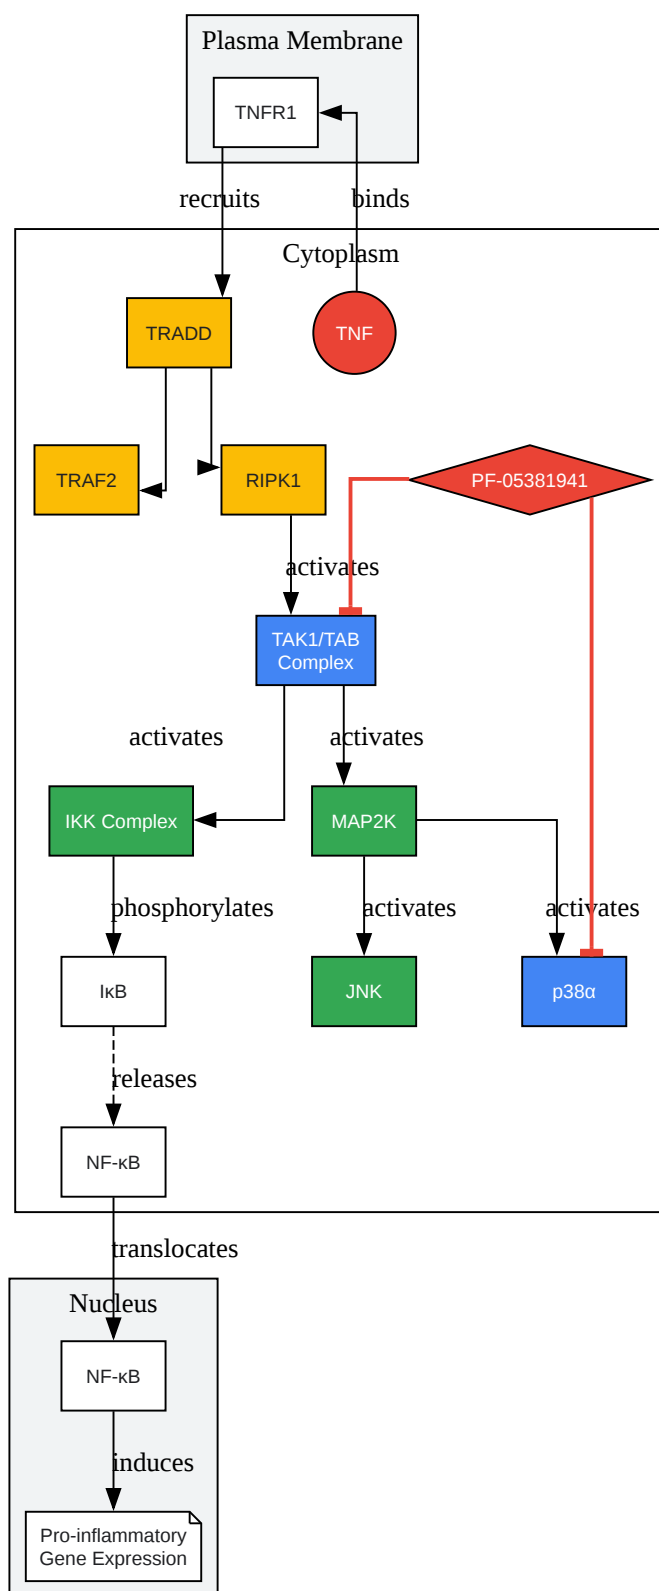 Plasma Membrane
TNFR1
recruits
binds
Cytoplasm
TRADD
TNF
TRAF2
RIPK1
PF-05381941
activates
TAK1/TAB
Complex
activates
activates
IKK Complex
MAP2K
phosphorylates
activates
activates
IκB
JNK
p38α
releases
NF-κB
translocates
Nucleus
NF-κB
induces
Pro-inflammatory
Gene Expression